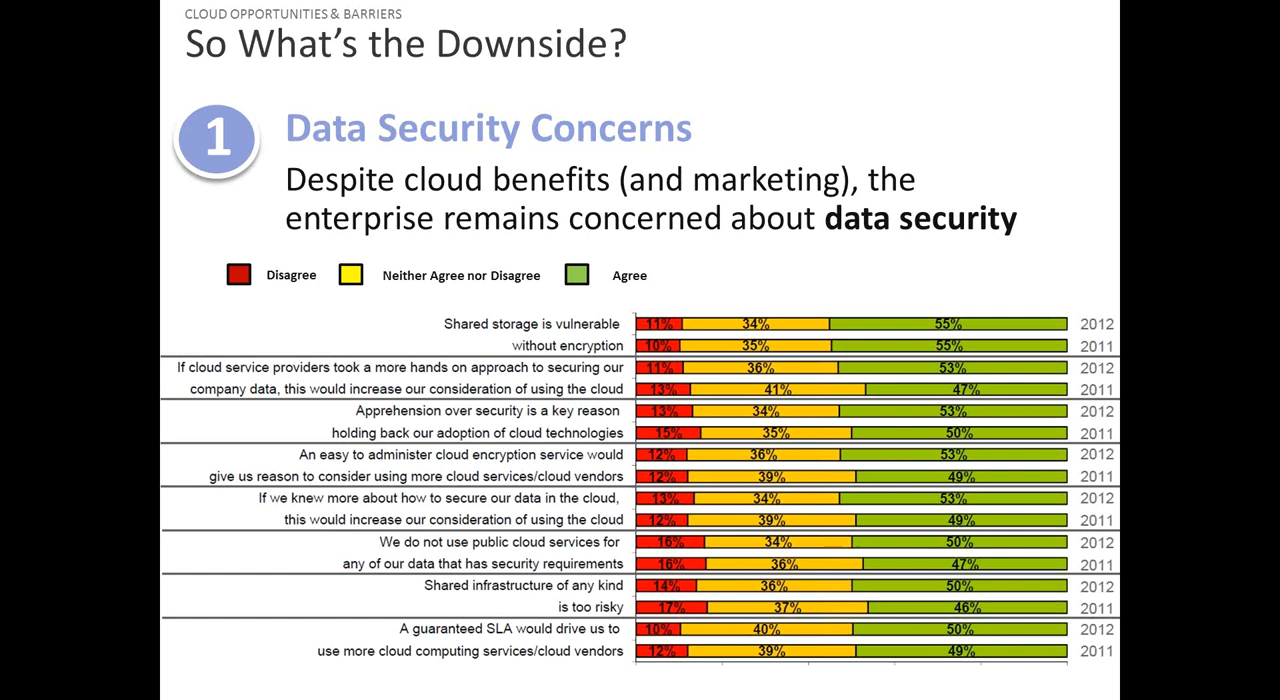 CLOUD OPPORTUNITIES & BARRIERS
So What's the Downside?
1
Data Security Concerns
Despite cloud benefits (and marketing), the
enterprise remains concerned about data security
Disagree Neither Agree nor Disagree Agree
Shared storage is vulnerable 11% 34% 55% 2012
without encryption 10% 35% 55% 2011
If cloud service providers took a more hands on approach to securing our 11% 36% 53% 2012
company data, this would increase our consideration of using the cloud 13% 41% 47% 2011
Apprehension over security is a key reason 13% 34% 53% 2012
holding back our adoption of cloud technologies 15% 35% 50% 2011
An easy to administer cloud encryption service would 12% 36% 53% 2012
give us reason to consider using more cloud services/cloud vendors 12% 39% 49% 2011
If we knew more about how to secure our data in the cloud, 13% 34% 53% 2012
this would increase our consideration of using the cloud 12% 39% 49% 2011
We do not use public cloud services for 16% 34% 50% 2012
any of our data that has security requirements 16% 36% 47% 2011
Shared infrastructure of any kind 14% 36% 50% 2012
is too risky 17% 37% 46% 2011
A guaranteed SLA would drive us to 10% 40% 50% 2012
use more cloud computing services/cloud vendors 12% 39% 49% 2011